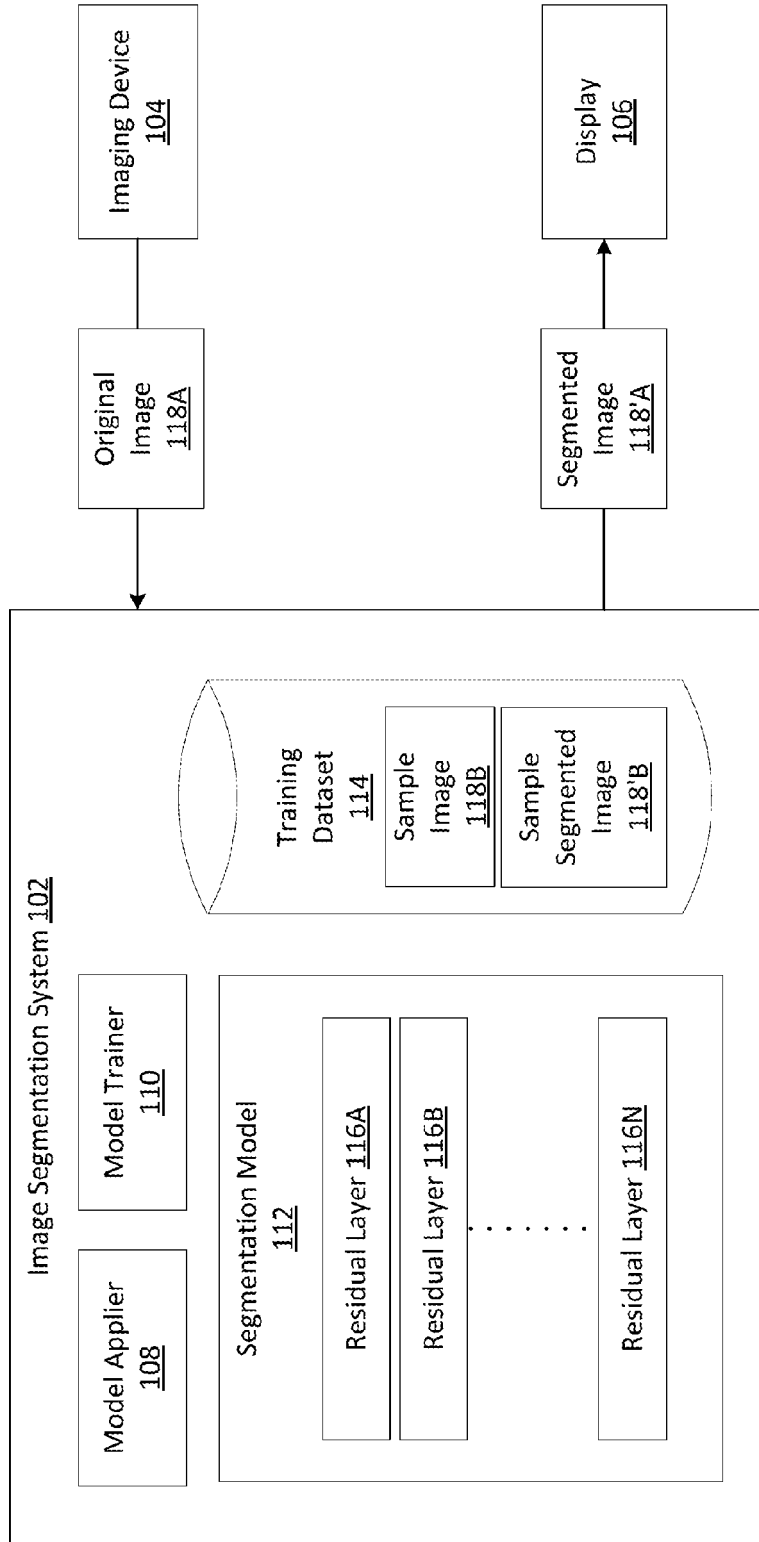 Image Segmentation System 102
Model Applier
108
Model Trainer
110
Segmentation Model
112
Residual Layer 116A
Residual Layer 116B
. . . . . . .
Residual Layer 116N
Training
Dataset
114
Sample
Image
118B
Sample
Segmented
Image
118'B
Original
Image
118A
Imaging Device
104
Segmented
Image
118'A
Display
106